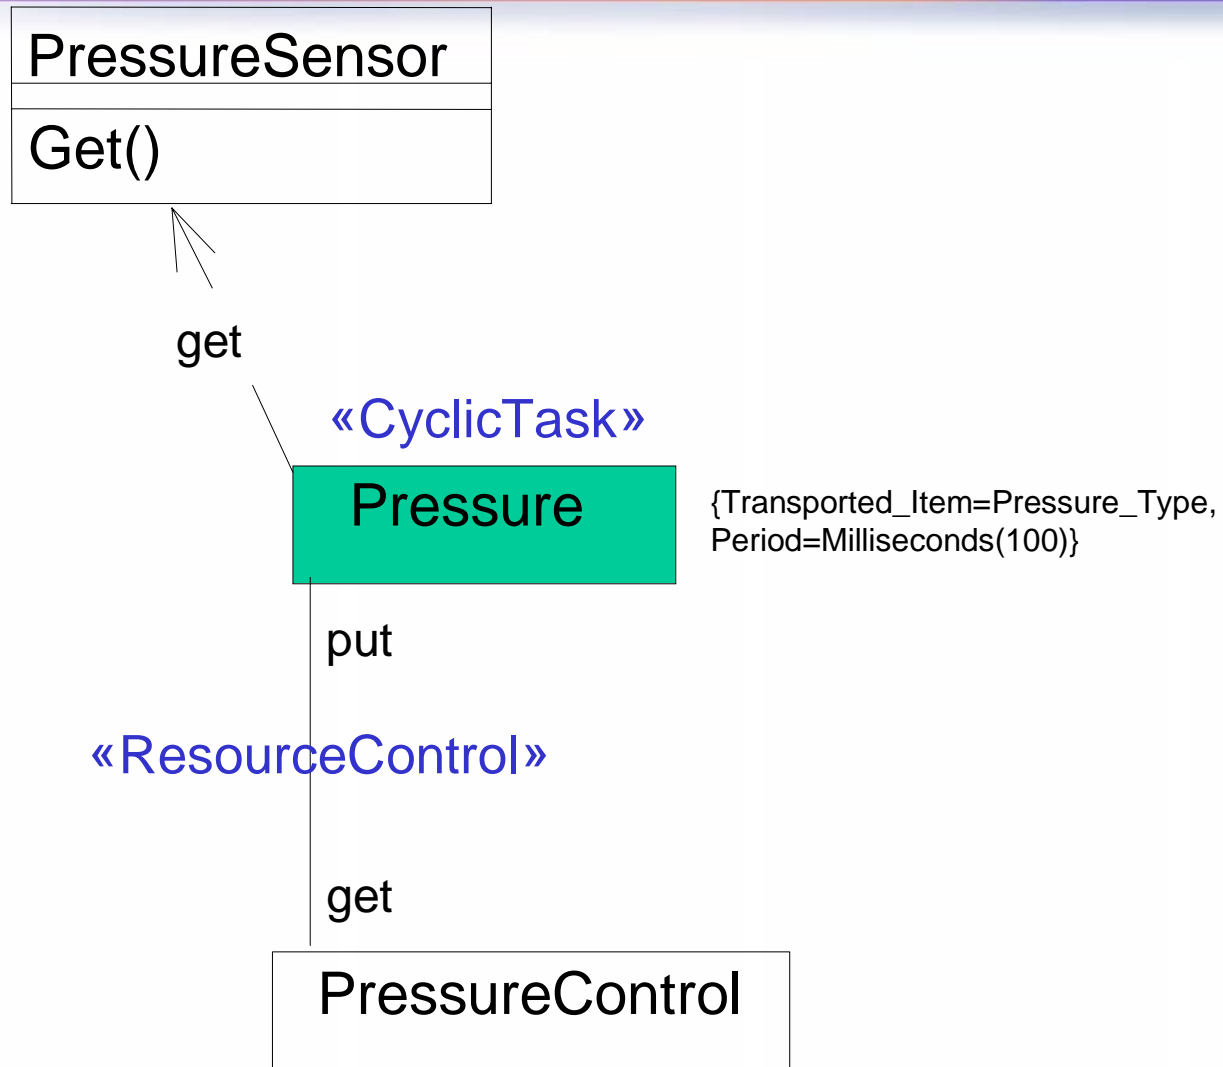 PressureSensor
Get()
get
«CyclicTask»
Pressure
{Transported_Item=Pressure_Type,
Period=Milliseconds(100)}
put
«ResourceControl»
get
PressureControl